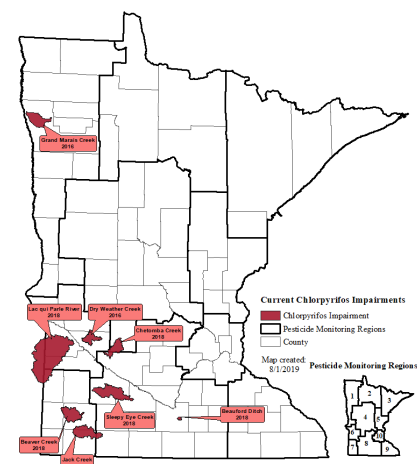 Grand Marais Creek
2016
Lac qui Parle River
2018
Dry Weather Creek
2016
Chetomba Creek
2018
Sleepy Eye Creek
2018
Beauford Ditch
2018
Beaver Creek
2018
Jack Creek
Current Chlorpyrifos Impairments
Chlorpyrifos Impairment
Pesticide Monitoring Regions
County
Map created:
8/1/2019
Pesticide Monitoring Regions
1
2
3
4
5
6
10
7
8
9